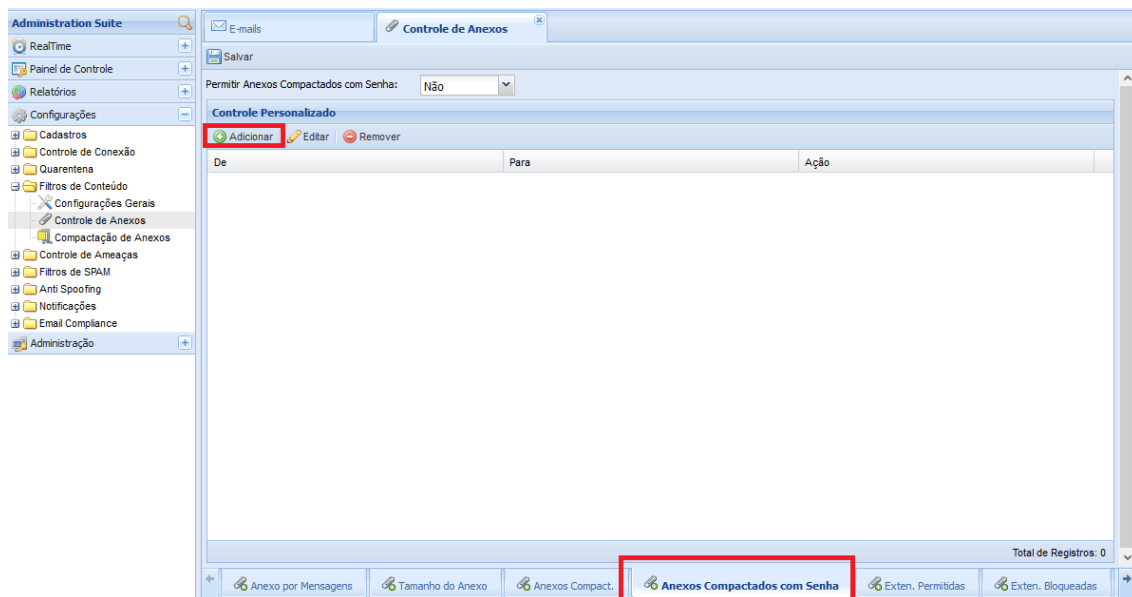 Administration Suite
RealTime
Painel de Controle
Relatórios
Configurações
Cadastros
Controle de Conexão
Quarentena
Filtros de Conteúdo
Configurações Gerais
Controle de Anexos
Compactação de Anexos
Controle de Ameaças
Filtros de SPAM
Anti Spoofing
Notificações
Email Compliance
Administração
E-mails
Controle de Anexos
Salvar
Permitir Anexos Compactados com Senha: Não
Controle Personalizado
Adicionar Editar Remover
De Para Ação
Total de Registros: 0
Anexo por Mensagens Tamanho do Anexo Anexos Compact. Anexos Compactados com Senha Exten. Permitidas Exten. Bloqueadas